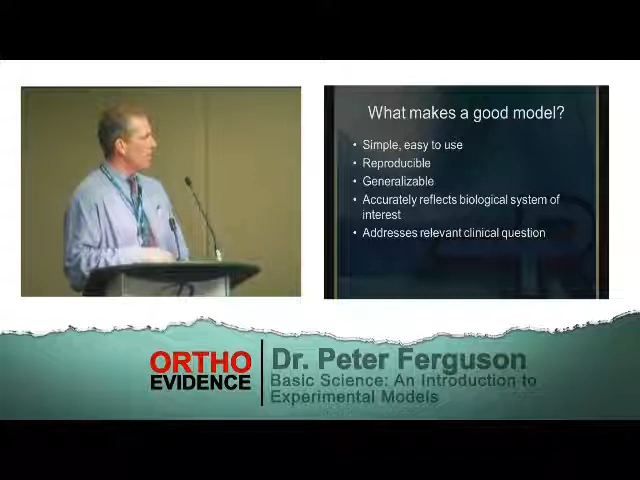 What makes a good model?
• Simple, easy to use
• Reproducible
• Generalizable
• Accurately reflects biological system of
interest
• Addresses relevant clinical question
ORTHO
EVIDENCE
Dr. Peter Ferguson
Basic Science: An Introduction to
Experimental Models